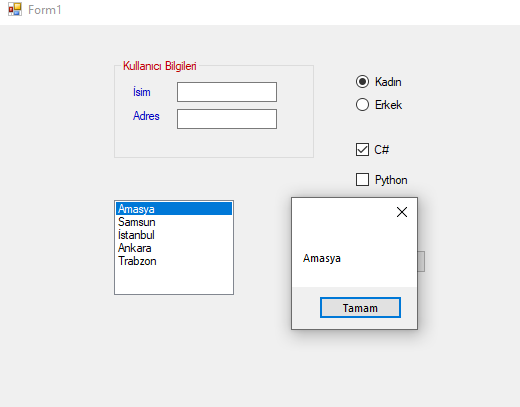 Form1
Kullanıcı Bilgileri
İsim
Adres
Kadın
Erkek
C#
Python
Amasya
Samsun
İstanbul
Ankara
Trabzon
Amasya
Tamam